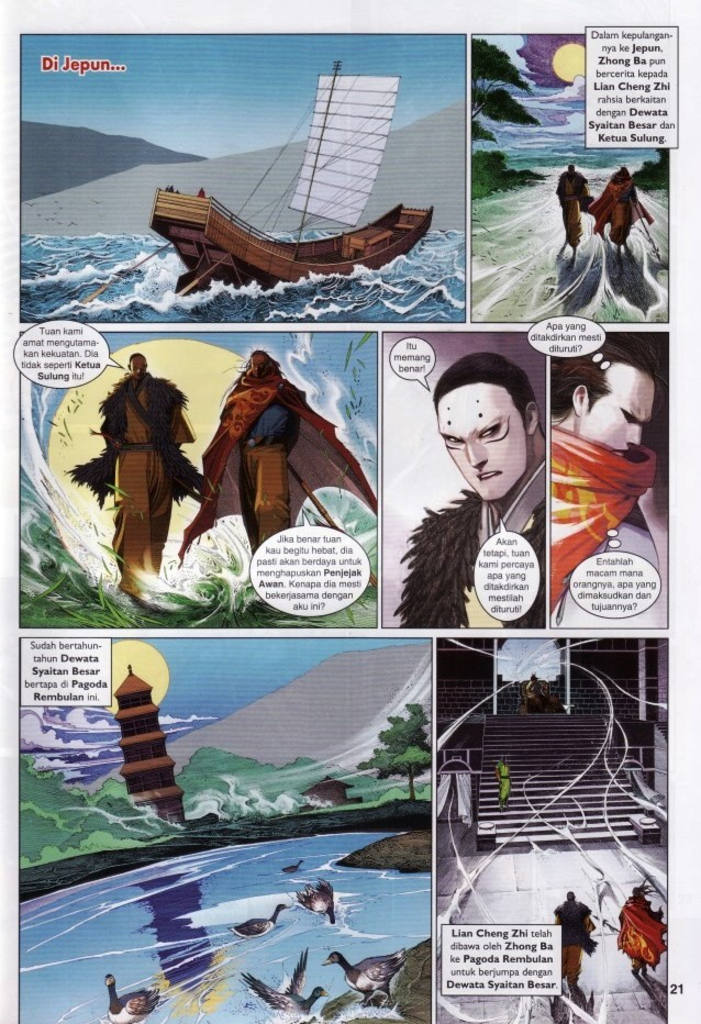 Di Jepun...
Dalam kepulangan-
nya ke Jepun,
Zhong Ba pun
bercerita kepada
Lian Cheng Zhi
rahsia berkaitan
dengan Dewata
Syaitan Besar dan
Ketua Sulung.
Tuan kami
amat mengutama-
kan kekuatan. Dia
tidak seperti Ketua
Sulung itu!
Jika benar tuan
kau begitu hebat, dia
pasti akan berdaya untuk
menghapuskan Penjejak
Awan. Kenapa dia mesti
bekerjasama dengan
aku ini?
Itu
memang
benar!
Akan
tetapi, tuan
kami percaya
apa yang
ditakdirkan
mestilah
dituruti!
Apa yang
ditakdirkan mesti
dituruti?
Entahlah
macam mana
orangnya, apa yang
dimaksudkan dan
tujuannya?
Sudah bertahun-
tahun Dewata
Syaitan Besar
bertapa di Pagoda
Rembulan ini.
Lian Cheng Zhi telah
dibawa oleh Zhong Ba
ke Pagoda Rembulan
untuk berjumpa dengan
Dewata Syaitan Besar.
21